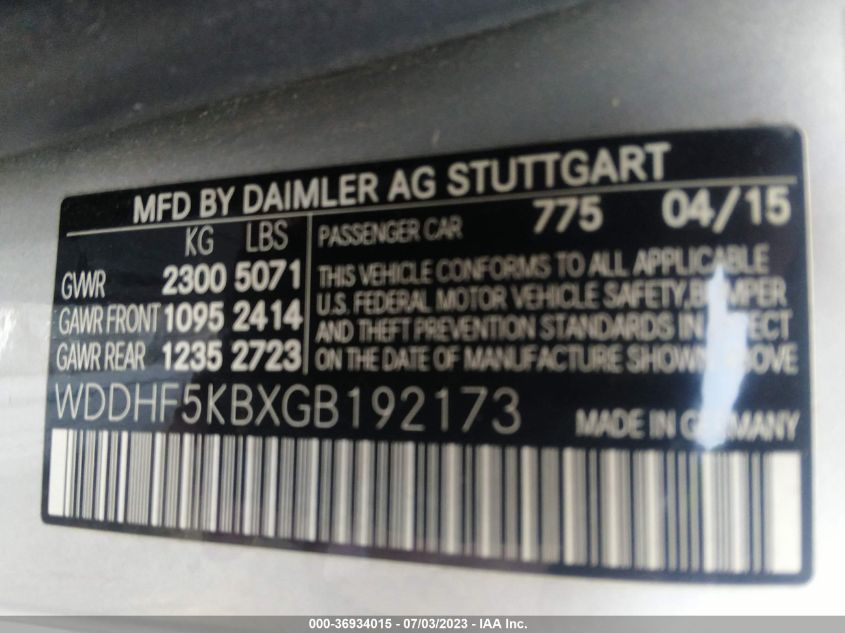 MFD BY DAIMLER AG STUTTGART
KG LBS
GVWR 2300 5071
GAWR FRONT 1095 2414
GAWR REAR 1235 2723
PASSENGER CAR 775 04/15
THIS VEHICLE CONFORMS TO ALL APPLICABLE
U.S. FEDERAL MOTOR VEHICLE SAFETY, BUMPER
AND THEFT PREVENTION STANDARDS IN EFFECT
ON THE DATE OF MANUFACTURE SHOWN ABOVE
WDDHF5KBXGB192173 MADE IN GERMANY
000-36934015 - 07/03/2023 - IAA Inc.